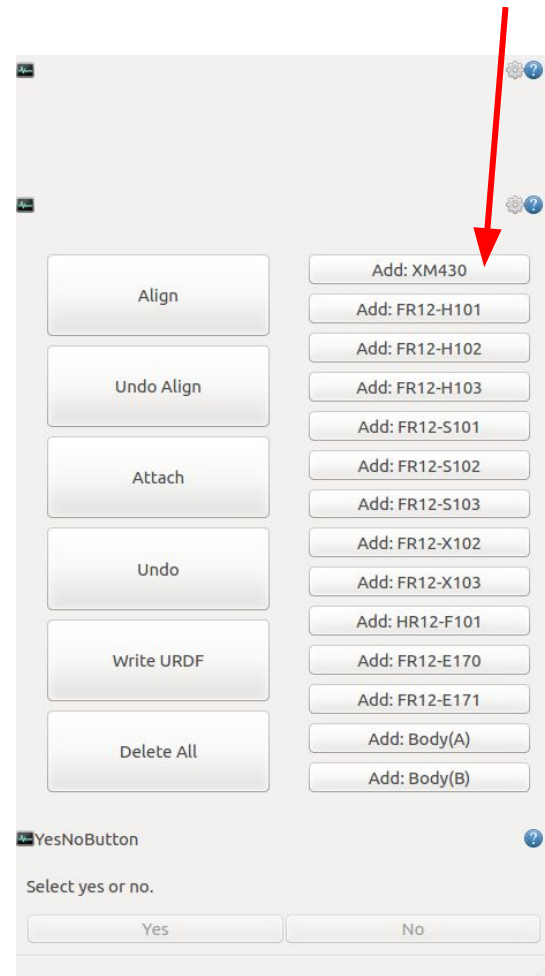 Align
Undo Align
Attach
Undo
Write URDF
Delete All
Add: XM430
Add: FR12-H101
Add: FR12-H102
Add: FR12-H103
Add: FR12-S101
Add: FR12-S102
Add: FR12-S103
Add: FR12-X102
Add: FR12-X103
Add: HR12-F101
Add: FR12-E170
Add: FR12-E171
Add: Body(A)
Add: Body(B)
YesNoButton
Select yes or no.
Yes
No